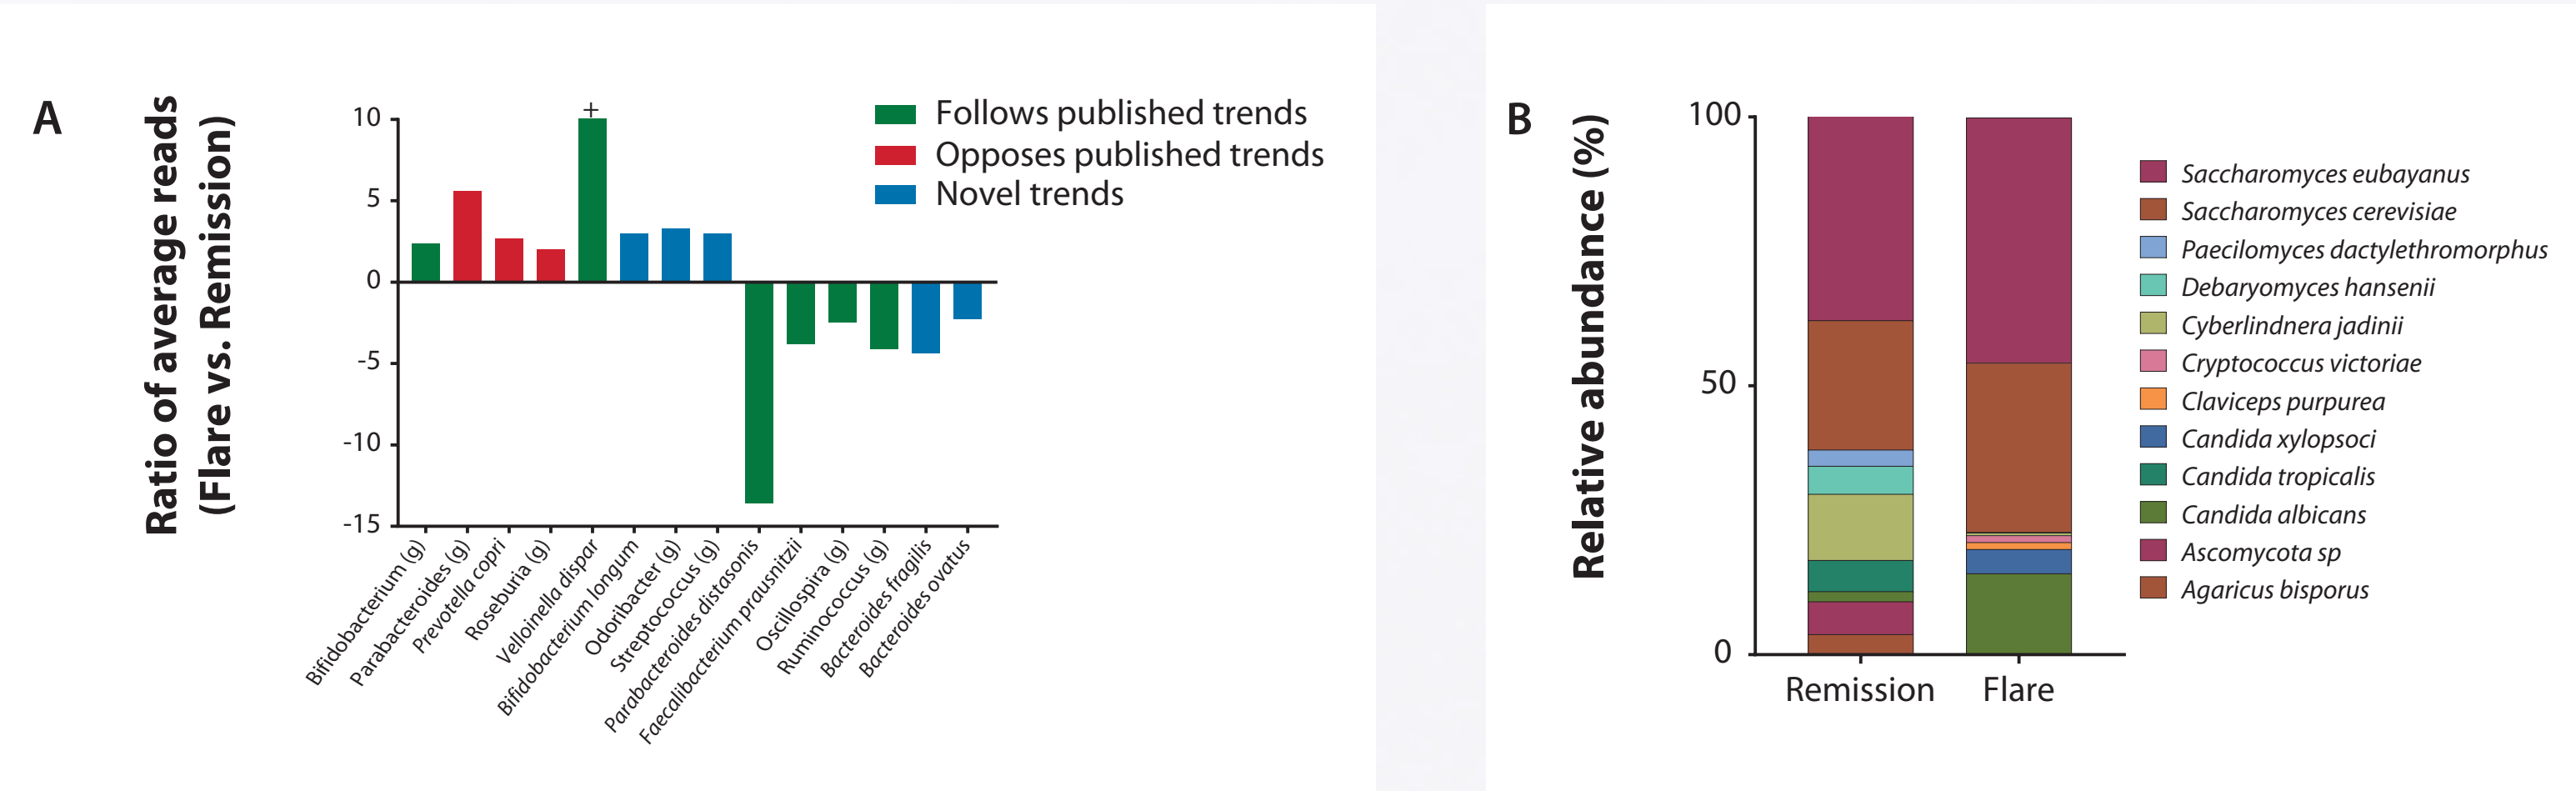 A
Ratio of average reads
(Flare vs. Remission)
10
5
0
-5
-10
-15
+
Follows published trends
Opposes published trends
Novel trends
Bifidobacterium (g)
Parabacteroides (g)
Prevotella copri
Roseburia (g)
Velloinella dispar
Bifidobacterium longum
Odoribacter (g)
Streptococcus (g)
Parabacteroides distasonis
Faecalibacterium prausnitzii
Oscillospira (g)
Ruminococcus (g)
Bacteroides fragilis
Bacteroides ovatus
B
Relative abundance (%)
100
50
0
Remission
Flare
Saccharomyces eubayanus
Saccharomyces cerevisiae
Paecilomyces dactylethromorphus
Debaryomyces hansenii
Cyberlindnera jadinii
Cryptococcus victoriae
Claviceps purpurea
Candida xylopsoci
Candida tropicalis
Candida albicans
Ascomycota sp
Agaricus bisporus